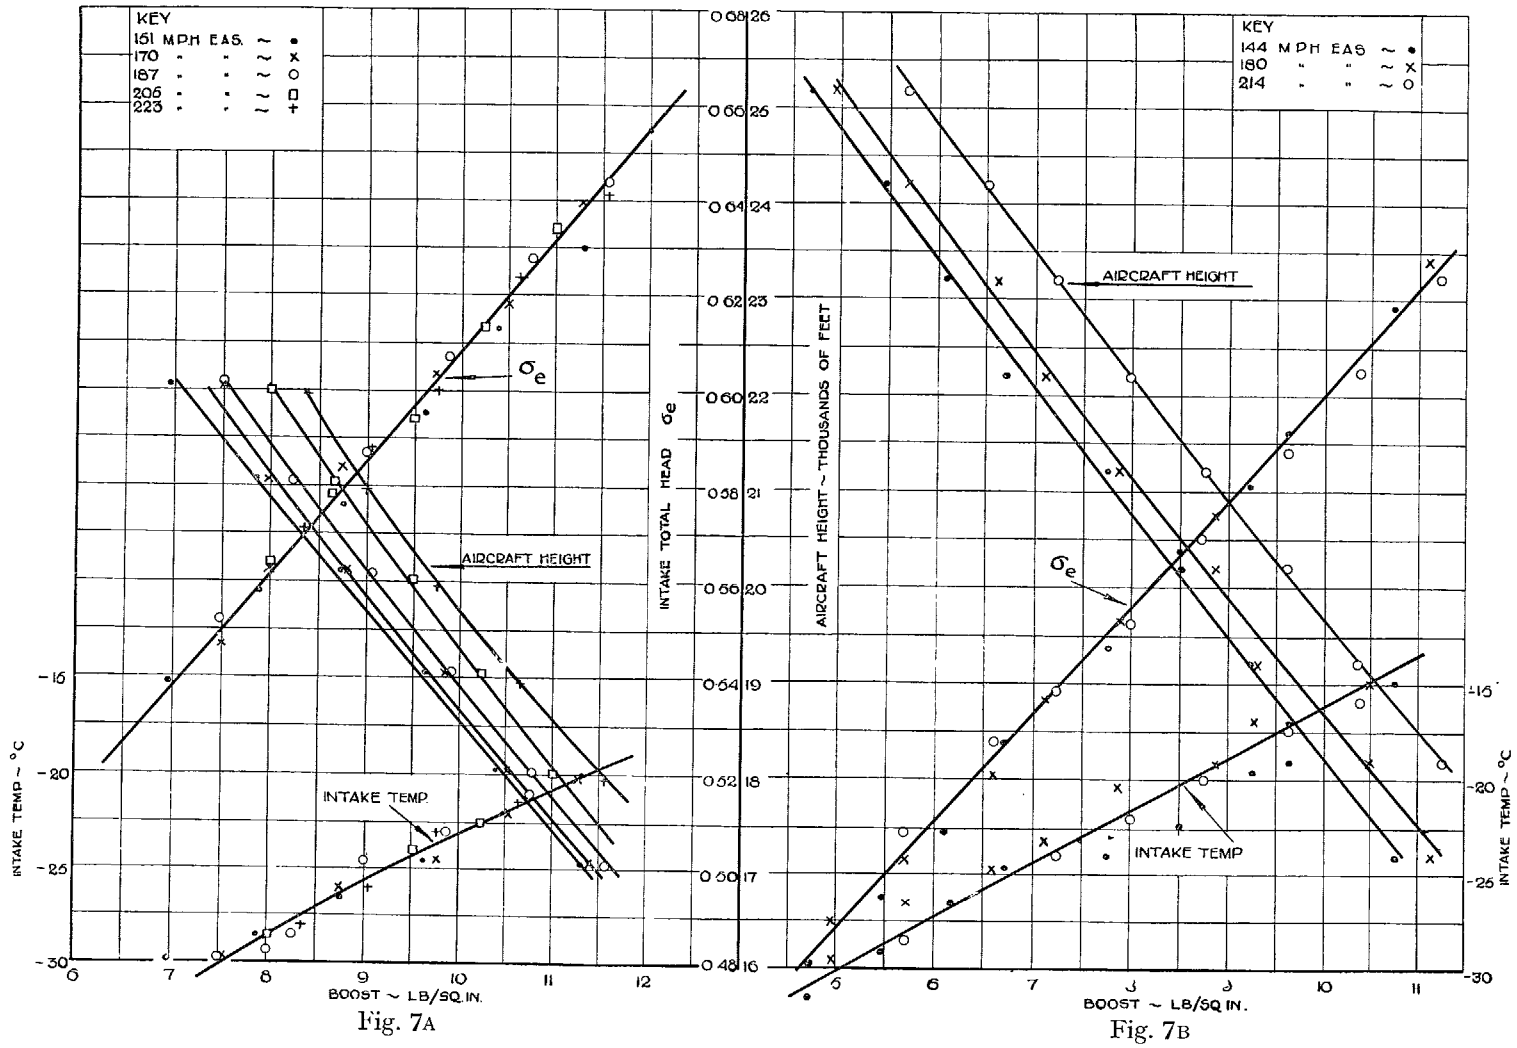 KEY
151 M.P.H EAS. ~ •
170 " " ~ ×
187 " " ~ ○
205 " " ~ □
223 " " ~ +
KEY
144 M P H EAS ~ •
180 " " ~ ×
214 " " ~ ○
0 68 26
0 66 25
0 64 24
0 62 23
0 60 22
0 58 21
0 56 20
0·54 19
0·52 18
0·50 17
0·48 16
INTAKE TOTAL HEAD σe
AIRCRAFT HEIGHT ~ THOUSANDS OF FEET
σe
AIRCRAFT HEIGHT
INTAKE TEMP.
AIRCRAFT HEIGHT
σe
INTAKE TEMP
-15
-20
-25
-30
INTAKE TEMP ~ °C
-15
-20
-25
-30
INTAKE TEMP ~ °C
6 7 8 9 10 11 12
BOOST ~ LB/SQ.IN.
Fig. 7A
5 6 7 10 11
BOOST ~ LB/SQ IN.
Fig. 7B